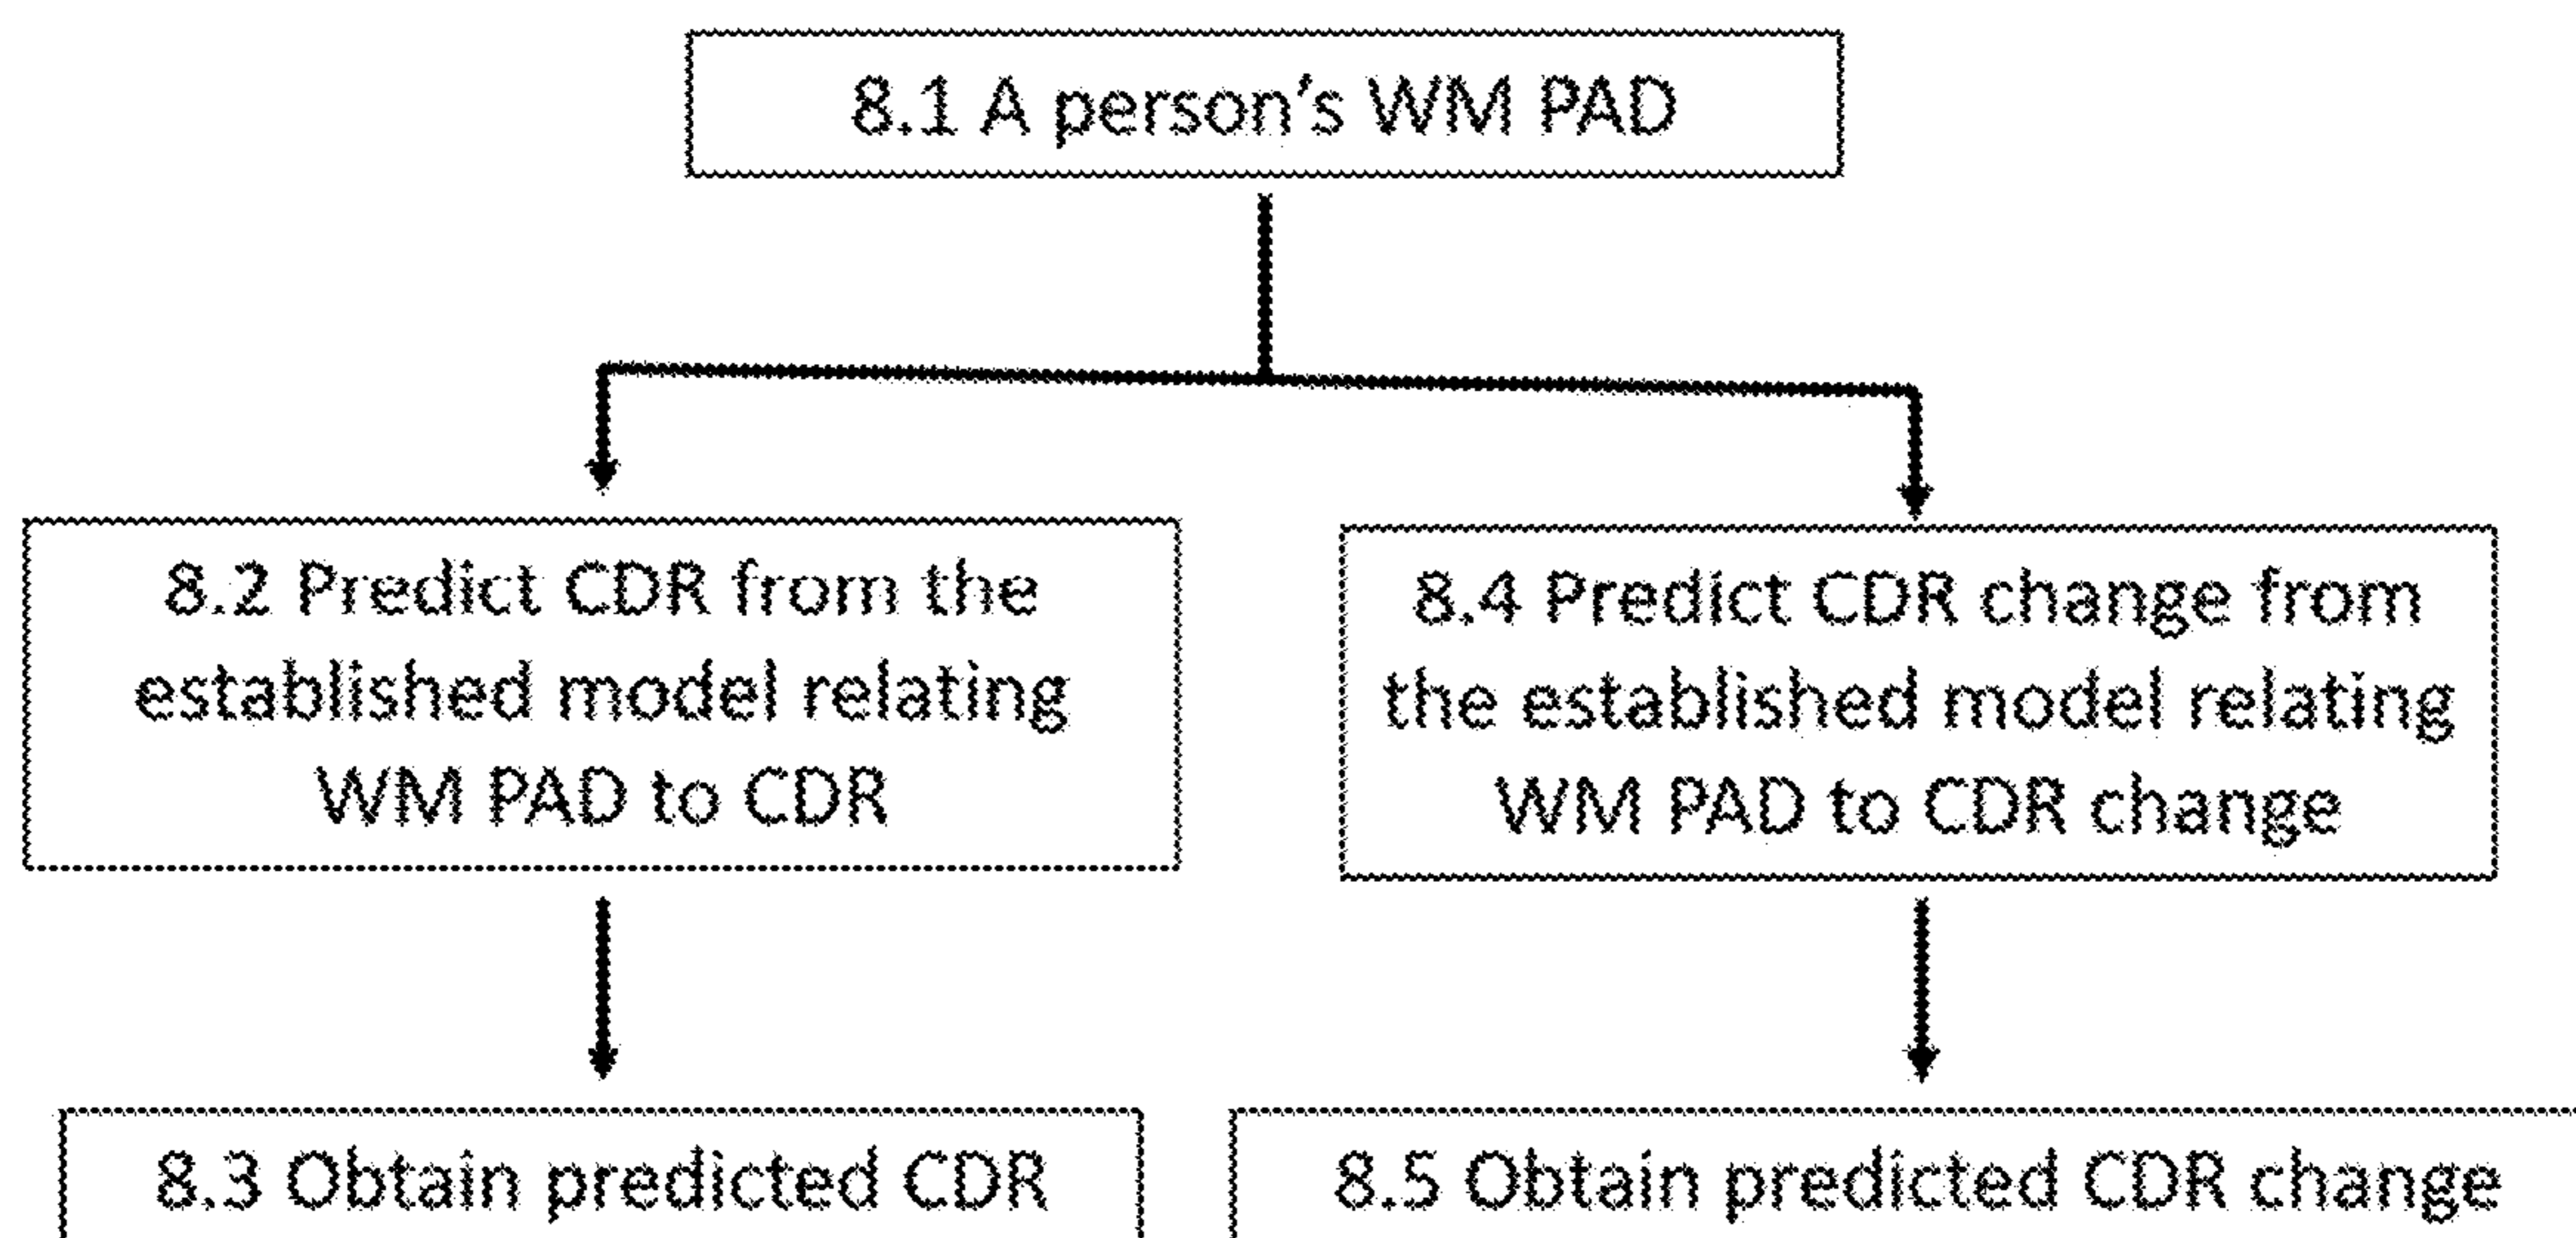 8.1 A person's WM PAD
8.2 Predict CDR from the
established model relating
WM PAD to CDR
8.4 Predict CDR change from
the established model relating
WM PAD to CDR change
8.3 Obtain predicted CDR
8.5 Obtain predicted CDR change